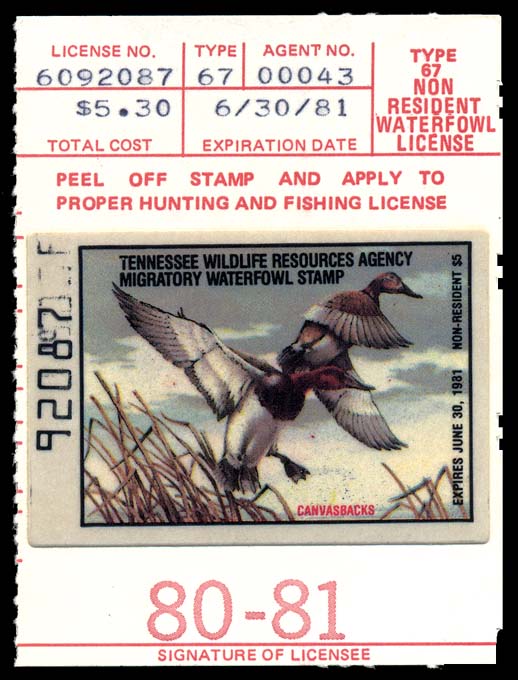 LICENSE NO. TYPE AGENT NO.
6092087 67 00043
$5.30 6/30/81
TOTAL COST EXPIRATION DATE
TYPE
67
NON
RESIDENT
WATERFOWL
LICENSE
PEEL OFF STAMP AND APPLY TO
PROPER HUNTING AND FISHING LICENSE
TENNESSEE WILDLIFE RESOURCES AGENCY
MIGRATORY WATERFOWL STAMP
EXPIRES JUNE 30, 1981 NON-RESIDENT $5
92087
CANVASBACKS
80-81
SIGNATURE OF LICENSEE